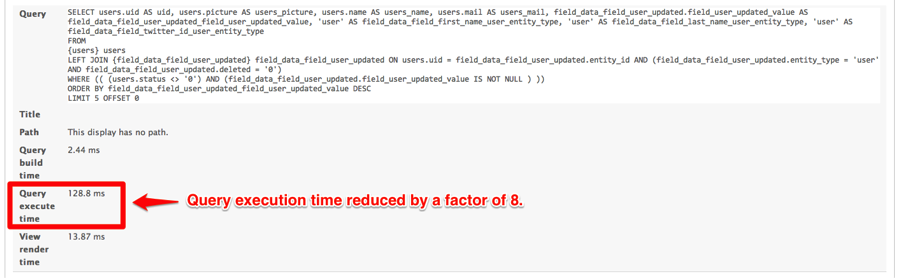 Query
SELECT users.uid AS uid, users.picture AS users_picture, users.name AS users_name, users.mail AS users_mail, field_data_field_user_updated.field_user_updated_value AS
field_data_field_user_updated_field_user_updated_value, 'user' AS field_data_field_first_name_user_entity_type, 'user' AS field_data_field_last_name_user_entity_type, 'user' AS
field_data_field_twitter_id_user_entity_type
FROM
{users} users
LEFT JOIN {field_data_field_user_updated} field_data_field_user_updated ON users.uid = field_data_field_user_updated.entity_id AND (field_data_field_user_updated.entity_type = 'user'
AND field_data_field_user_updated.deleted = '0')
WHERE (( (users.status <> '0') AND (field_data_field_user_updated.field_user_updated_value IS NOT NULL ) ))
ORDER BY field_data_field_user_updated_field_user_updated_value DESC
LIMIT 5 OFFSET 0
Title
Path
This display has no path.
Query
build
time
2.44 ms
Query
execute
time
128.8 ms
Query execution time reduced by a factor of 8.
View
render
time
13.87 ms